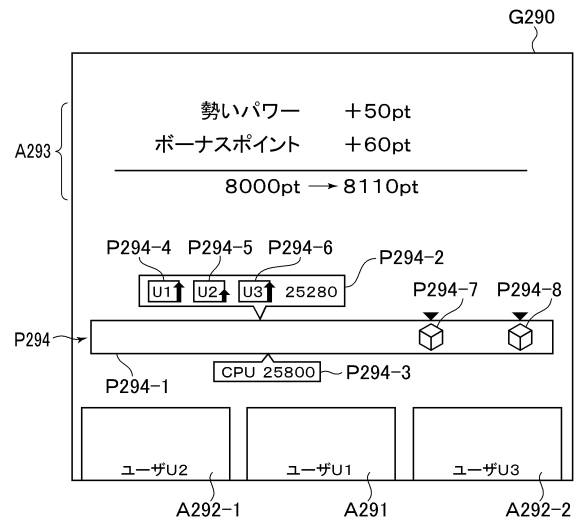 G290
勢いパワー +50pt
A293
ボーナスポイント +60pt
8000pt → 8110pt
P294-4 P294-5 P294-6
P294-2
U1 U2 U3 25280
P294-7 P294-8
P294
P294-1
CPU 25800
P294-3
ユーザU2 ユーザU1 ユーザU3
A292-1 A291 A292-2